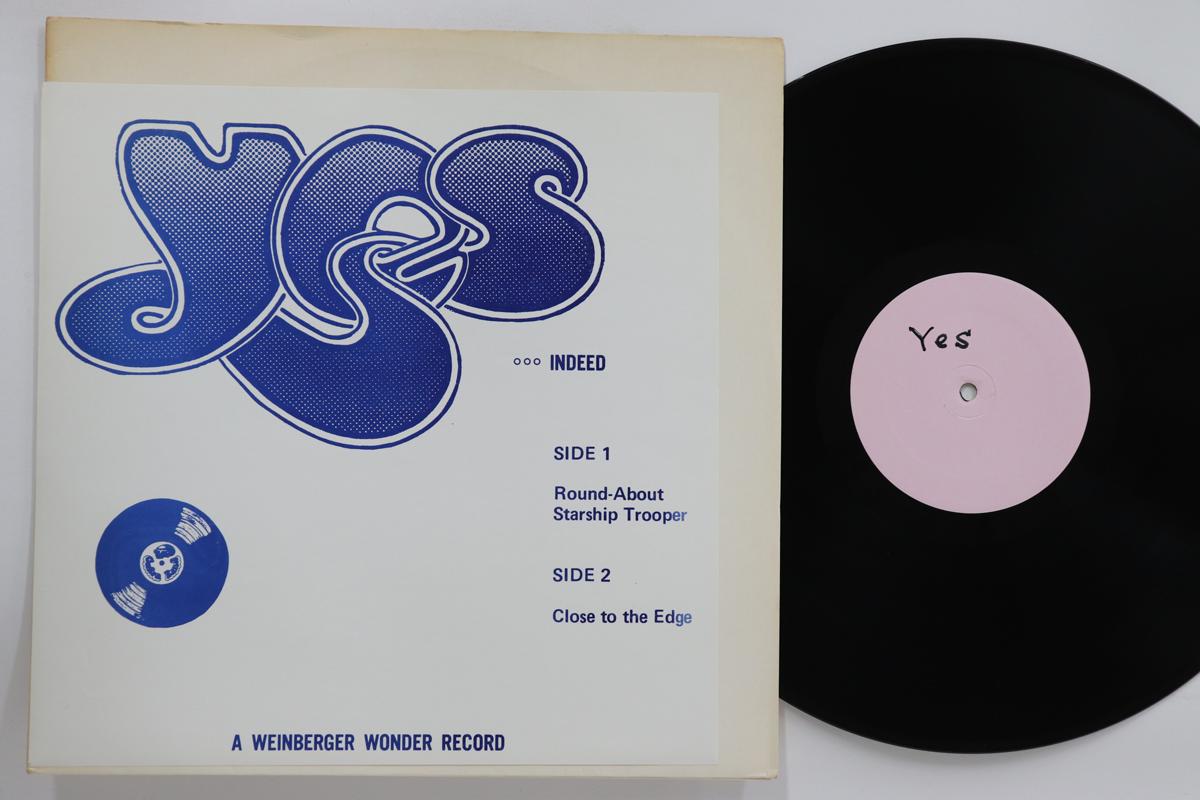 yes
ooo INDEED
SIDE 1
Round-About
Starship Trooper
SIDE 2
Close to the Edge
A WEINBERGER WONDER RECORD
Yes